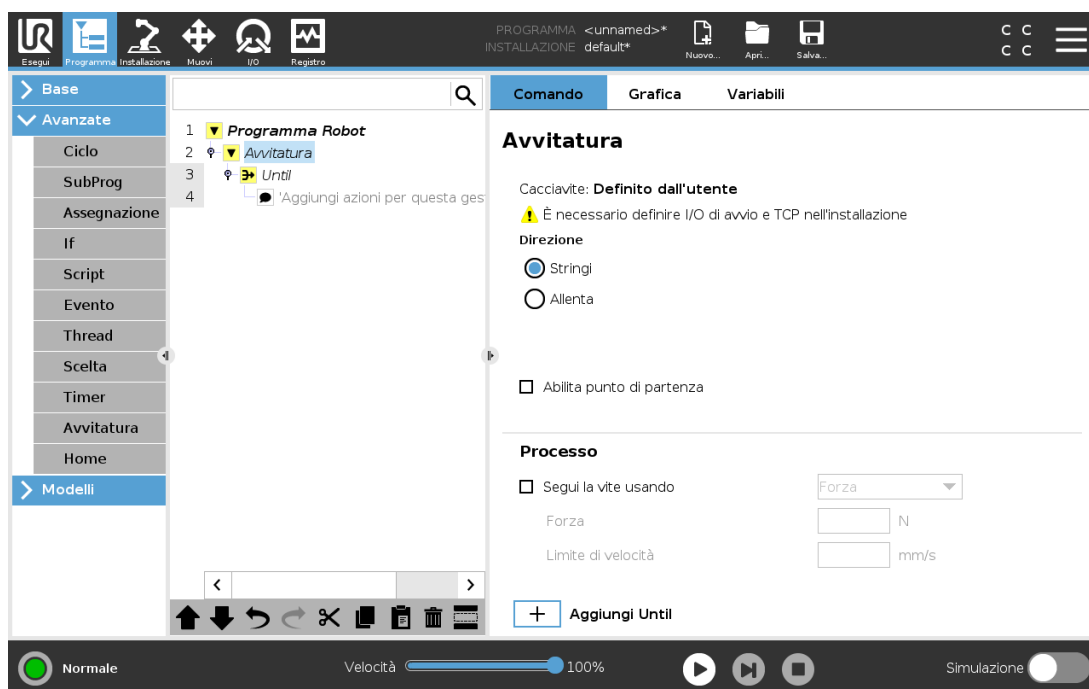 PROGRAMMA <unnamed>*
INSTALLAZIONE default*
C C
C C
Esegui Programma Installazione Muovi I/O Registro Nuovo... Apri... Salva...
Base
Avanzate
Ciclo
SubProg
Assegnazione
If
Script
Evento
Thread
Scelta
Timer
Avvitatura
Home
Modelli
1 Programma Robot
2 Avvitatura
3 Until
4 'Aggiungi azioni per questa ges
Comando Grafica Variabili
Avvitatura
Cacciavite: Definito dall'utente
È necessario definire I/O di avvio e TCP nell'installazione
Direzione
Stringi
Allenta
Abilita punto di partenza
Processo
Segui la vite usando Forza
Forza N
Limite di velocità mm/s
+ Aggiungi Until
Normale Velocità 100% Simulazione